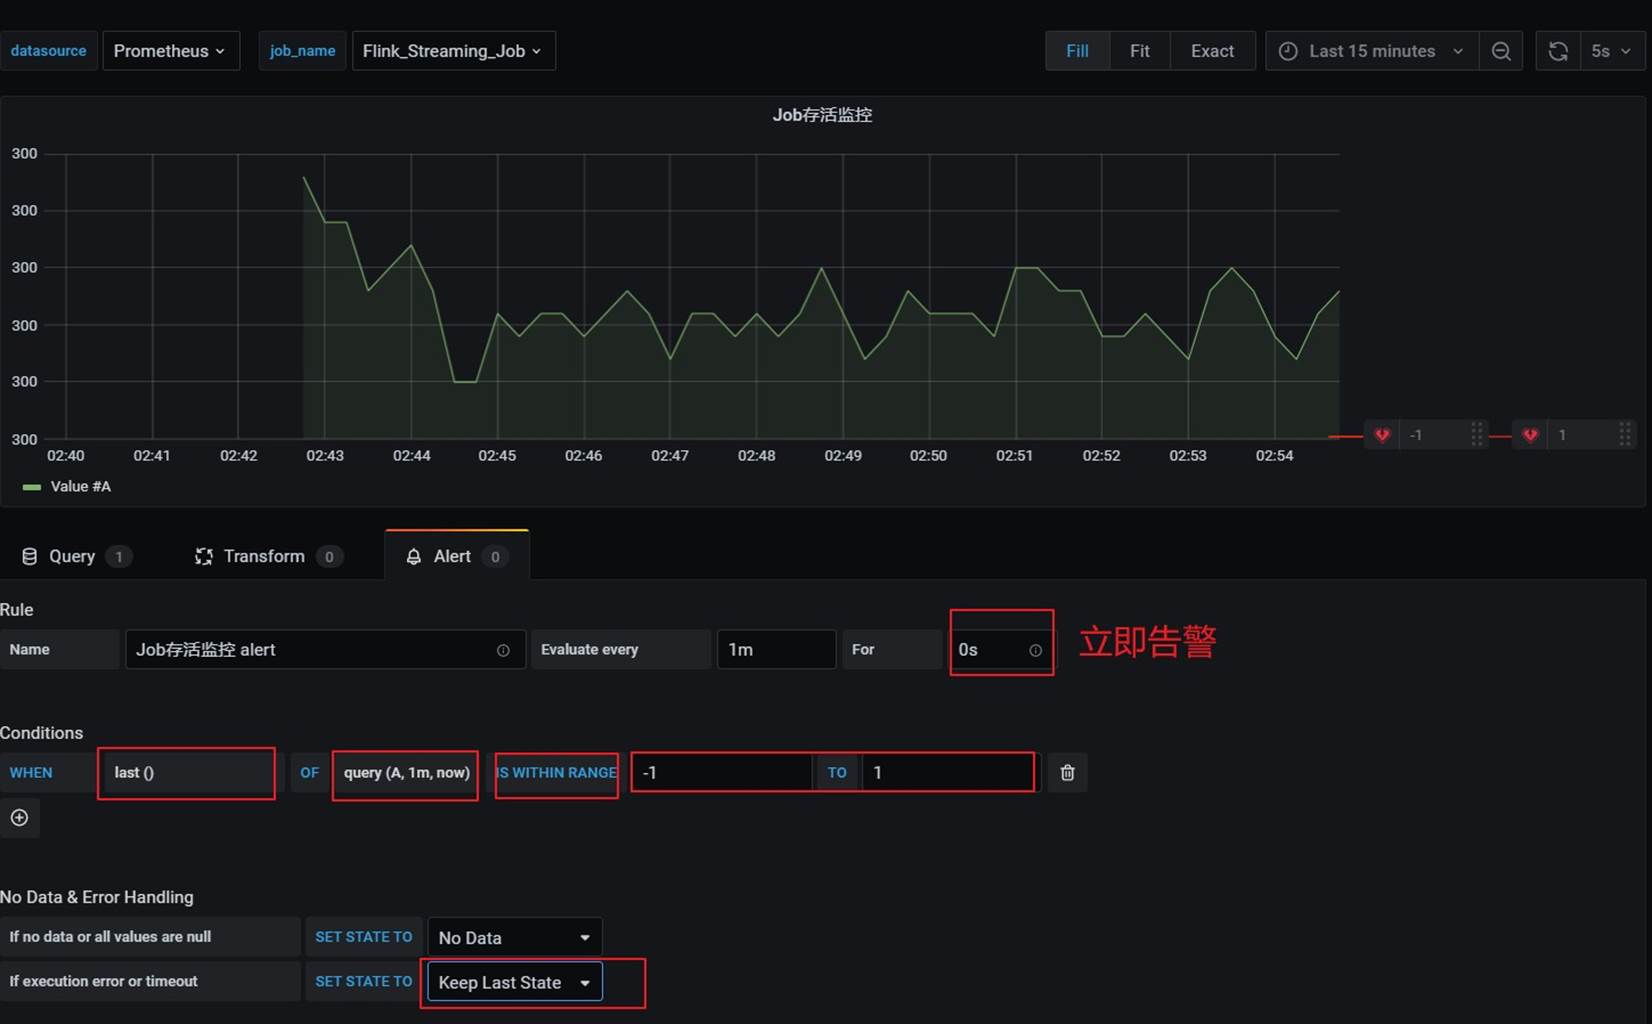 datasource Prometheus job_name Flink_Streaming_Job Fill Fit Exact Last 15 minutes 5s
Job存活监控
300
300
300
300
300
300
02:40 02:41 02:42 02:43 02:44 02:45 02:46 02:47 02:48 02:49 02:50 02:51 02:52 02:53 02:54
-1 1
Value #A
Query 1 Transform 0 Alert 0
Rule
Name Job存活监控 alert Evaluate every 1m For 0s 立即告警
Conditions
WHEN last () OF query (A, 1m, now) IS WITHIN RANGE -1 TO 1
No Data & Error Handling
If no data or all values are null SET STATE TO No Data
If execution error or timeout SET STATE TO Keep Last State